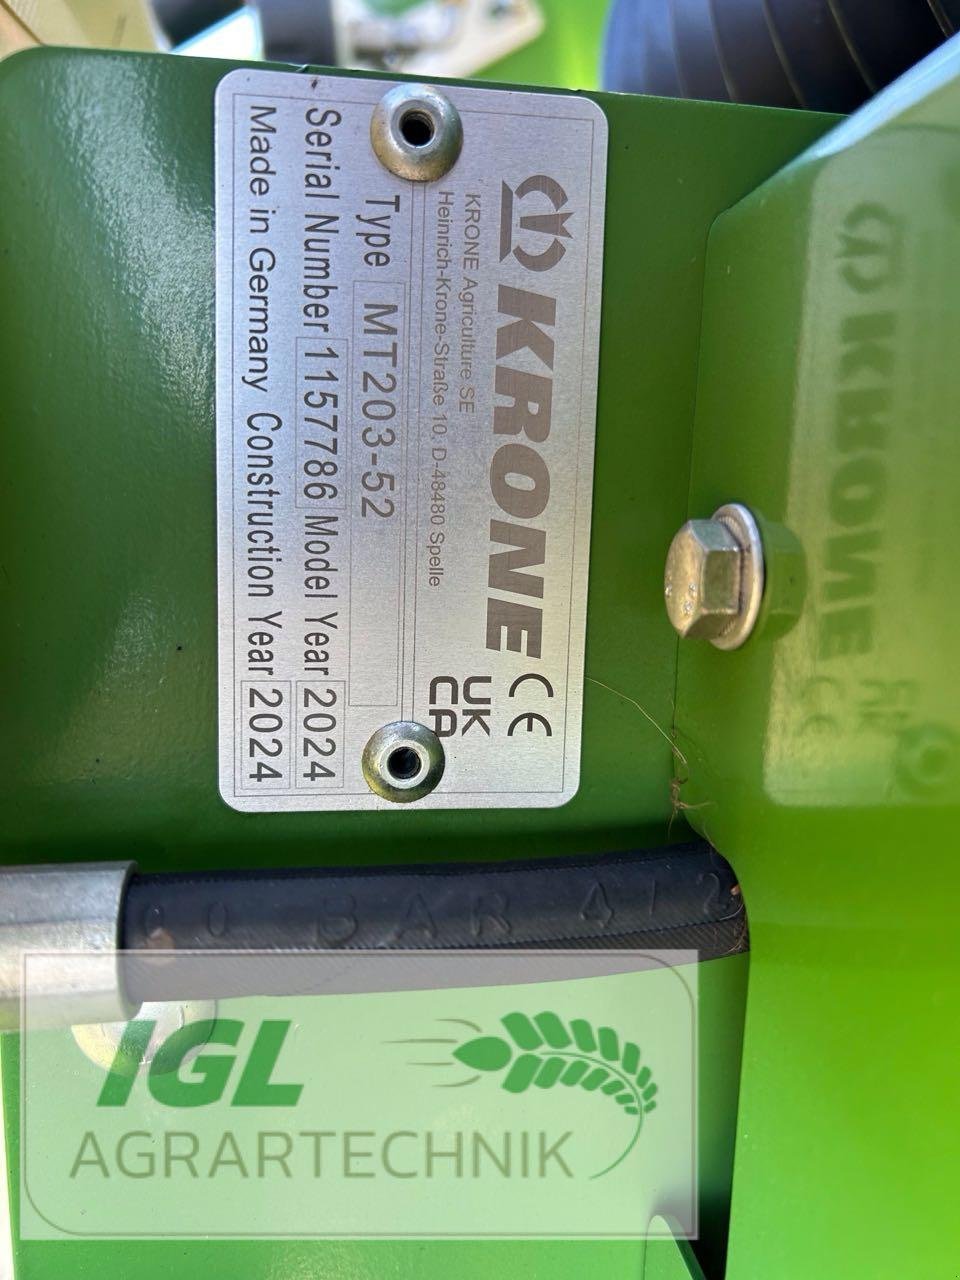 KRONE
CE
KRONE Agriculture SE
Heinrich-Krone-Straße 10, D-48480 Spelle
UK
CA
Type MT203-52
Serial Number 1157786 Model Year 2024
Made in Germany Construction Year 2024
BAR 412
IGL
AGRARTECHNIK